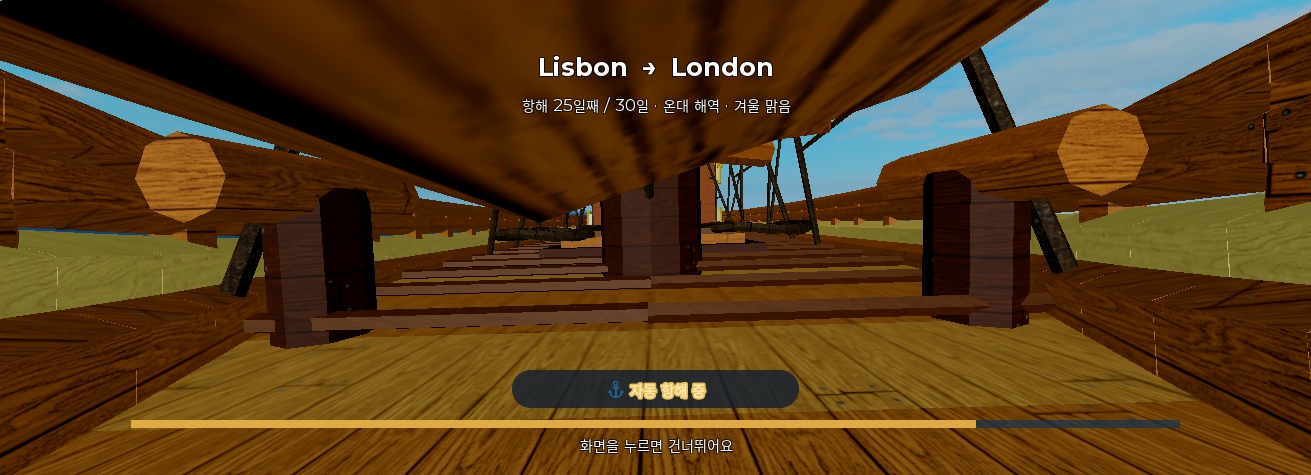 Lisbon → London
항해 25일째 / 30일 · 온대 해역 · 겨울 맑음
⚓ 자동 항해 중
화면을 누르면 건너뛰어요